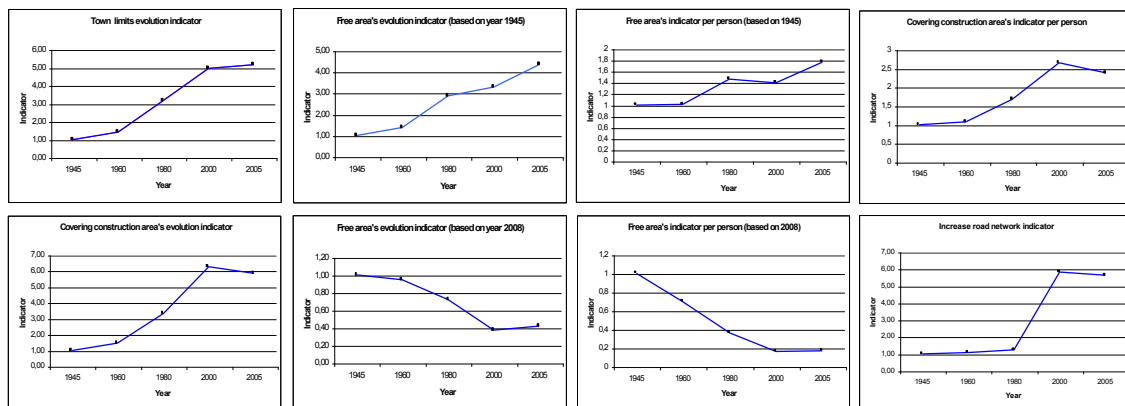 Town limits evolution indicator
6,00
5,00
4,00
3,00
2,00
1,00
0,00
Indicator
1945 1960 1980 2000 2005
Year
Free area's evolution indicator (based on year 1945)
5,00
4,00
3,00
2,00
1,00
0,00
Indicator
1945 1960 1980 2000 2005
Year
Free area's indicator per person (based on 1945)
2
1,8
1,6
1,4
1,2
1
0,8
0,6
0,4
0,2
0
Indicator
1945 1960 1980 2000 2005
Year
Covering construction area's indicator per person
3
2,5
2
1,5
1
0,5
0
Indicator
1945 1960 1980 2000 2005
Year
Covering construction area's evolution indicator
7,00
6,00
5,00
4,00
3,00
2,00
1,00
0,00
Indicator
1945 1960 1980 2000 2005
Year
Free area's evolution indicator (based on year 2008)
1,20
1,00
0,80
0,60
0,40
0,20
0,00
Indicator
1945 1960 1980 2000 2005
Year
Free area's indicator per person (based on 2008)
1,2
1
0,8
0,6
0,4
0,2
0
Indicator
1945 1960 1980 2000 2005
Year
Increase road network indicator
7,00
6,00
5,00
4,00
3,00
2,00
1,00
0,00
Indicator
1945 1960 1980 2000 2005
Year